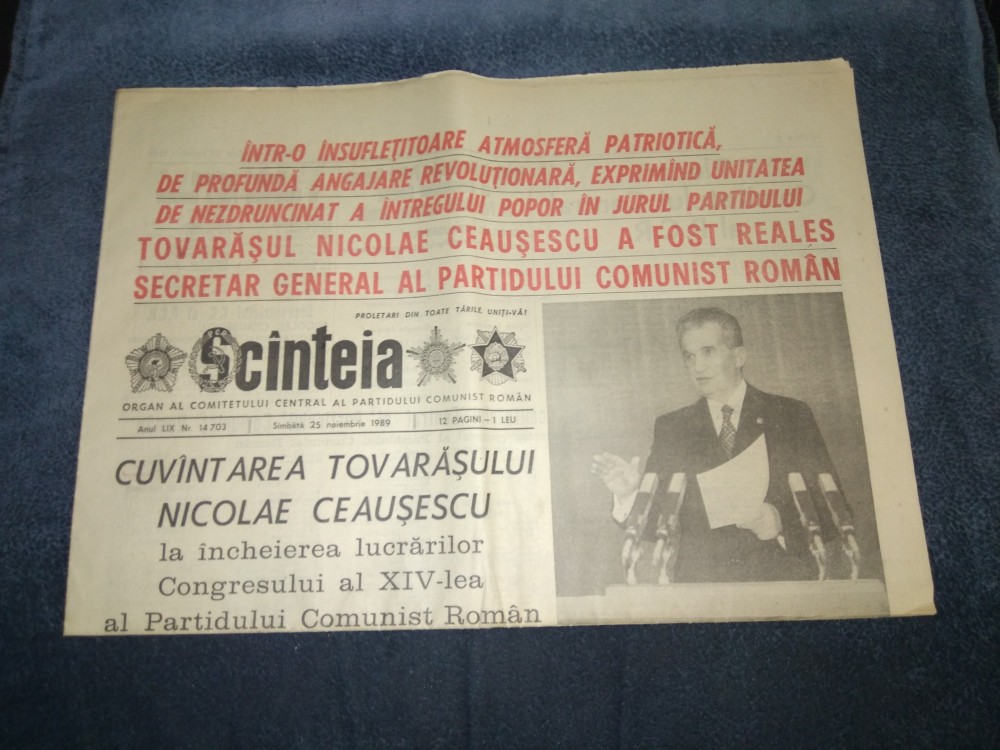 ÎNTR-O ÎNSUFLEȚITOARE ATMOSFERĂ PATRIOTICĂ,
DE PROFUNDĂ ANGAJARE REVOLUȚIONARĂ, EXPRIMÎND UNITATEA
DE NEZDRUNCINAT A ÎNTREGULUI POPOR ÎN JURUL PARTIDULUI
TOVARĂȘUL NICOLAE CEAUȘESCU A FOST REALES
SECRETAR GENERAL AL PARTIDULUI COMUNIST ROMÂN
PROLETARI DIN TOATE ȚĂRILE, UNIȚI-VĂ!
Scînteia
ORGAN AL COMITETULUI CENTRAL AL PARTIDULUI COMUNIST ROMÂN
Anul LIX Nr. 14 703 Sîmbătă 25 noiembrie 1989 12 PAGINI – 1 LEU
CUVÎNTAREA TOVARĂȘULUI
NICOLAE CEAUȘESCU
la încheierea lucrărilor
Congresului al XIV-lea
al Partidului Comunist Român